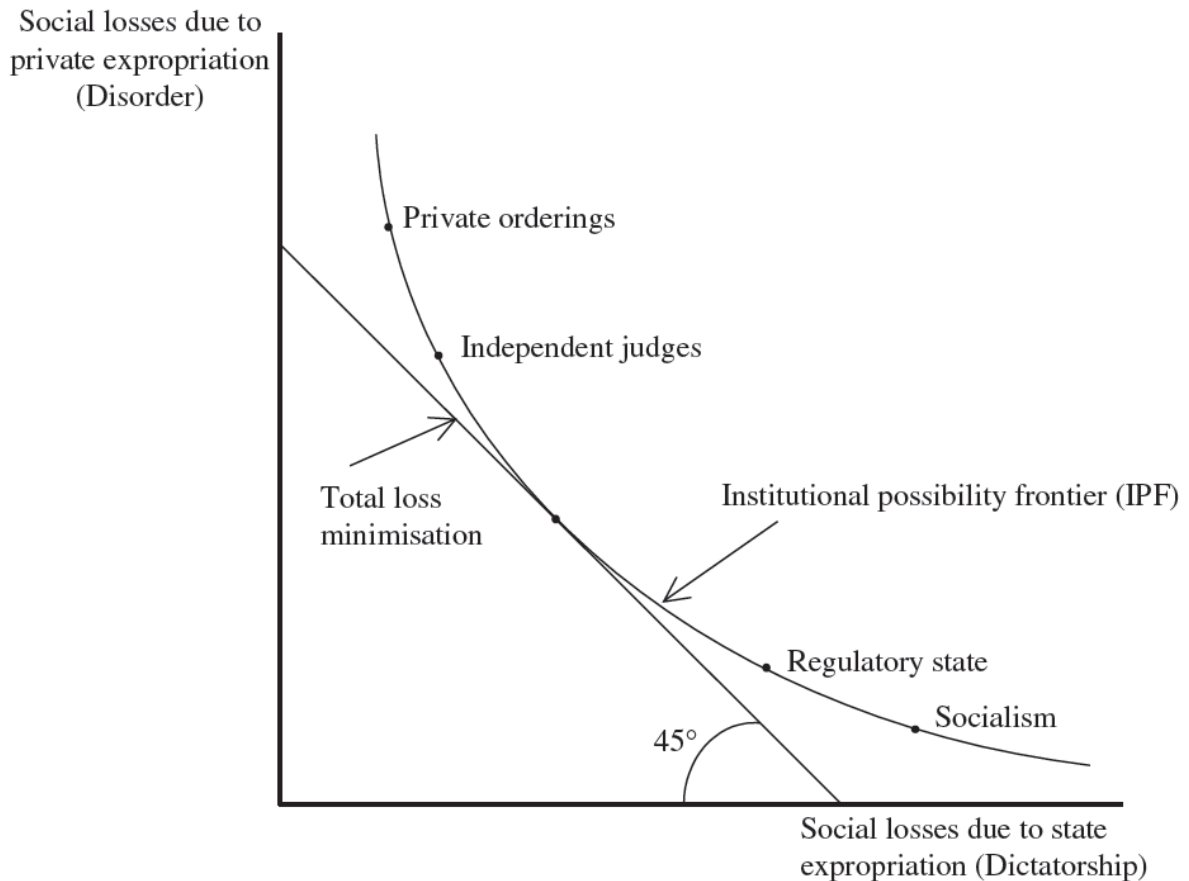 Social losses due to
private expropriation
(Disorder)
Private orderings
Independent judges
Total loss
minimisation
Institutional possibility frontier (IPF)
Regulatory state
Socialism
45°
Social losses due to state
expropriation (Dictatorship)